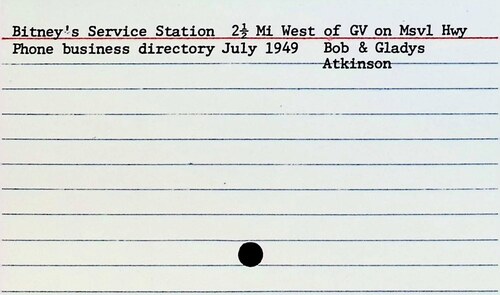 Bitney's Service Station 2½ Mi West of GV on Msvl Hwy
Phone business directory July 1949 Bob & Gladys
Atkinson